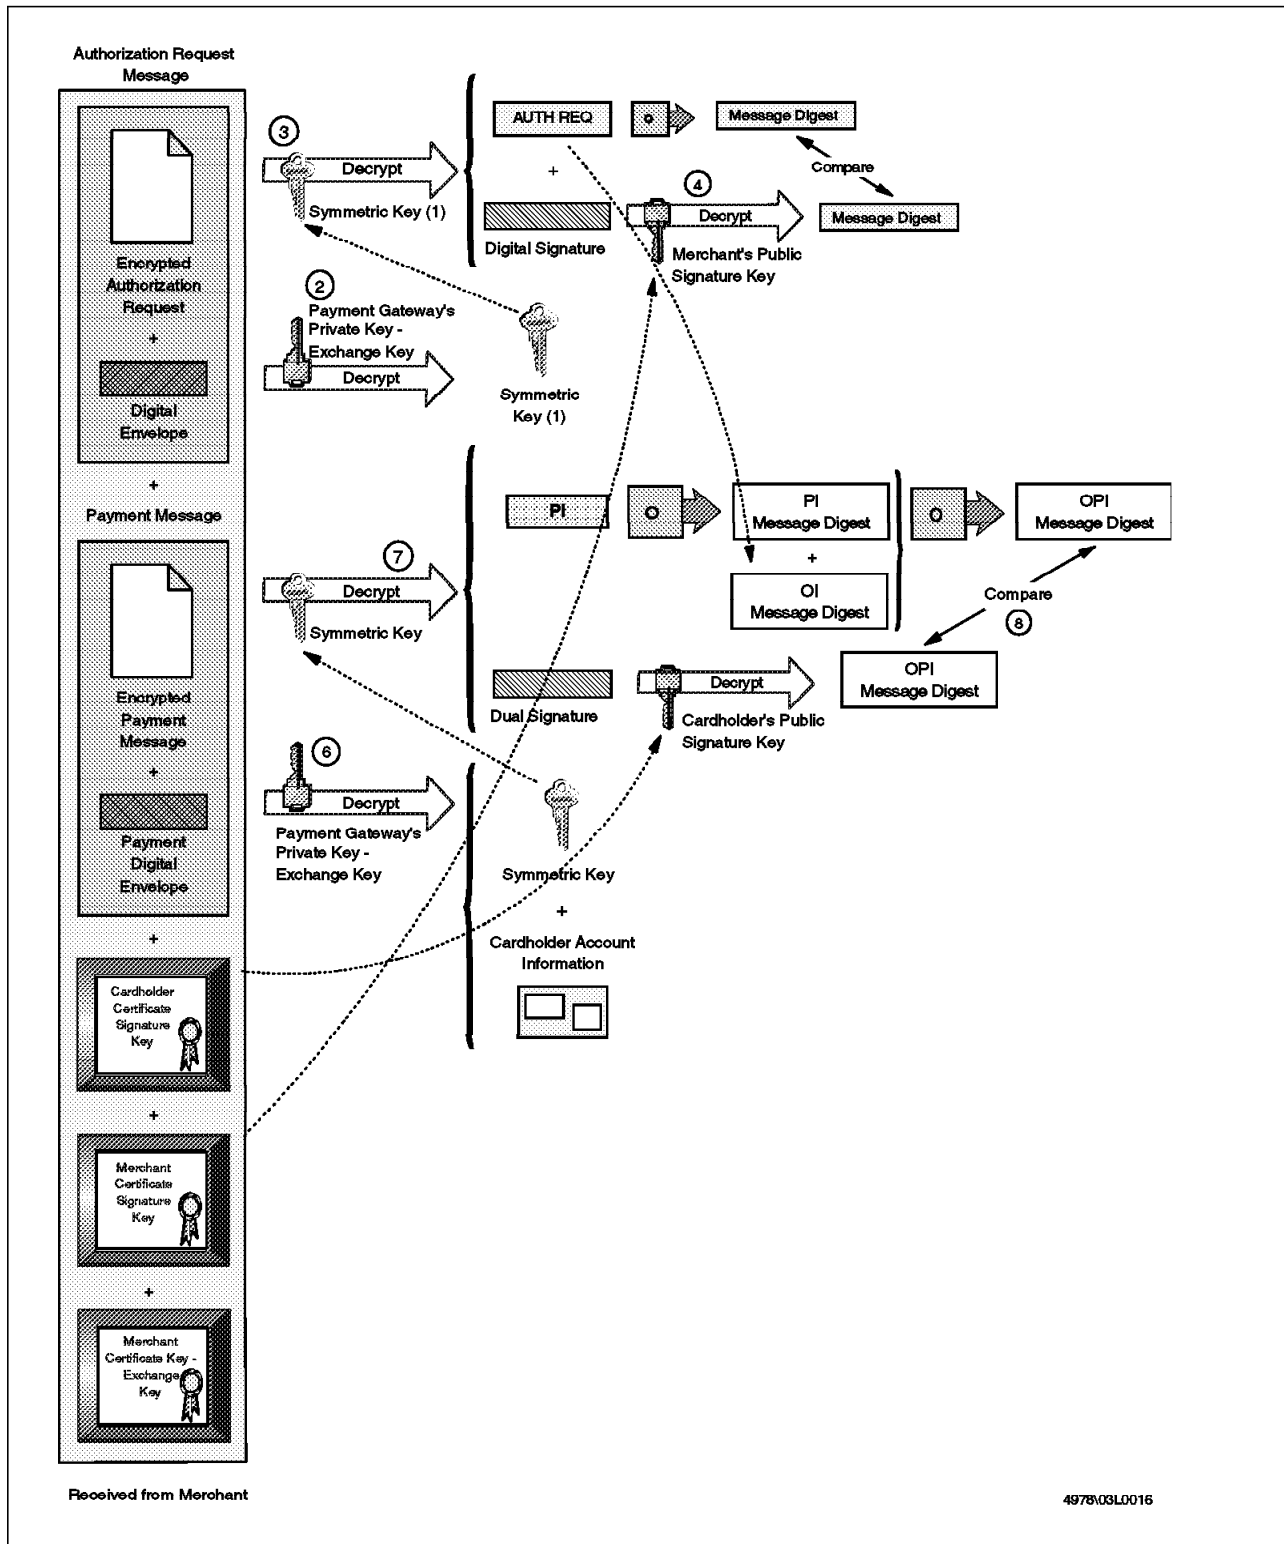 Authorization Request
Message
Encrypted
Authorization
Request
+
Digital
Envelope
+
Payment Message
Encrypted
Payment
Message
+
Payment
Digital
Envelope
+
Cardholder
Certificate
Signature
Key
+
Merchant
Certificate
Signature
Key
+
Merchant
Certificate Key -
Exchange
Key
Received from Merchant
3
Decrypt
Symmetric Key (1)
2
Payment Gateway's
Private Key -
Exchange Key
Decrypt
Symmetric
Key (1)
AUTH REQ
O
Message Digest
Compare
+
Digital Signature
4
Decrypt
Merchant's Public
Signature Key
Message Digest
7
Decrypt
Symmetric Key
PI
O
PI
Message Digest
+
OI
Message Digest
O
OPI
Message Digest
Compare
8
OPI
Message Digest
Dual Signature
Decrypt
Cardholder's Public
Signature Key
6
Decrypt
Payment Gateway's
Private Key -
Exchange Key
Symmetric Key
+
Cardholder Account
Information
4978\03L0016